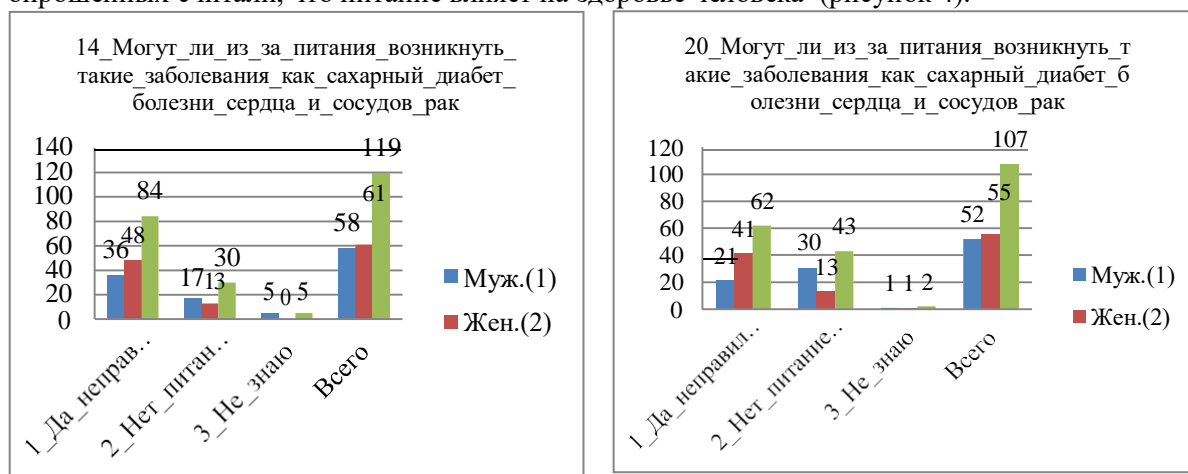 опрошенных считали, что питание влияет на здоровье человека (рисунок 4).
14_Могут_ли_из_за_питания_возникнуть_
такие_заболевания_как_сахарный_диабет_
болезни_сердца_и_сосудов_рак
140
120
100
80
60
40
20
0
36
48
84
17
13
30
5
0
5
58
61
119
1_Да_неправ…
2_Нет_питан…
3_Не_знаю
Всего
Муж.(1)
Жен.(2)
20_Могут_ли_из_за_питания_возникнуть_т
акие_заболевания_как_сахарный_диабет_б
олезни_сердца_и_сосудов_рак
120
100
80
60
40
20
0
21
41
62
30
13
43
1
1
2
52
55
107
1_Да_неправил…
2_Нет_питание…
3_Не_знаю
Всего
Муж.(1)
Жен.(2)